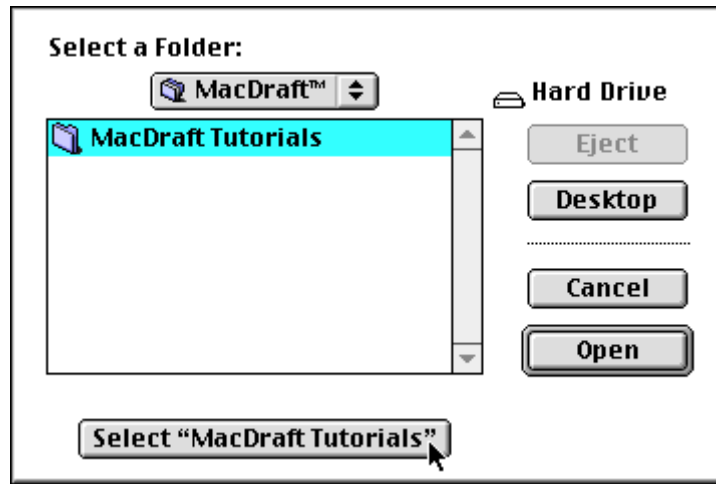 Select a Folder:
MacDraft™
Hard Drive
MacDraft Tutorials
Eject
Desktop
Cancel
Open
Select “MacDraft Tutorials”